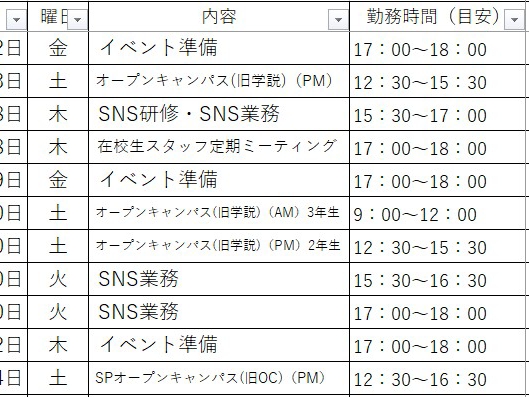 曜日 内容 勤務時間（目安）
2日 金 イベント準備 17：00～18：00
3日 土 オープンキャンパス(旧学説)（PM） 12：30～15：30
日 木 SNS研修・SNS業務 15：30～17：00
日 木 在校生スタッフ定期ミーティング 17：00～18：00
9日 金 イベント準備 17：00～18：00
0日 土 オープンキャンパス(旧学説)（AM）3年生 9：00～12：00
0日 土 オープンキャンパス(旧学説)（PM）2年生 12：30～15：30
0日 火 SNS業務 15：30～16：30
0日 火 SNS業務 17：00～18：00
2日 木 イベント準備 17：00～18：00
4日 土 SPオープンキャンパス(旧OC)（PM） 12：30～16：30